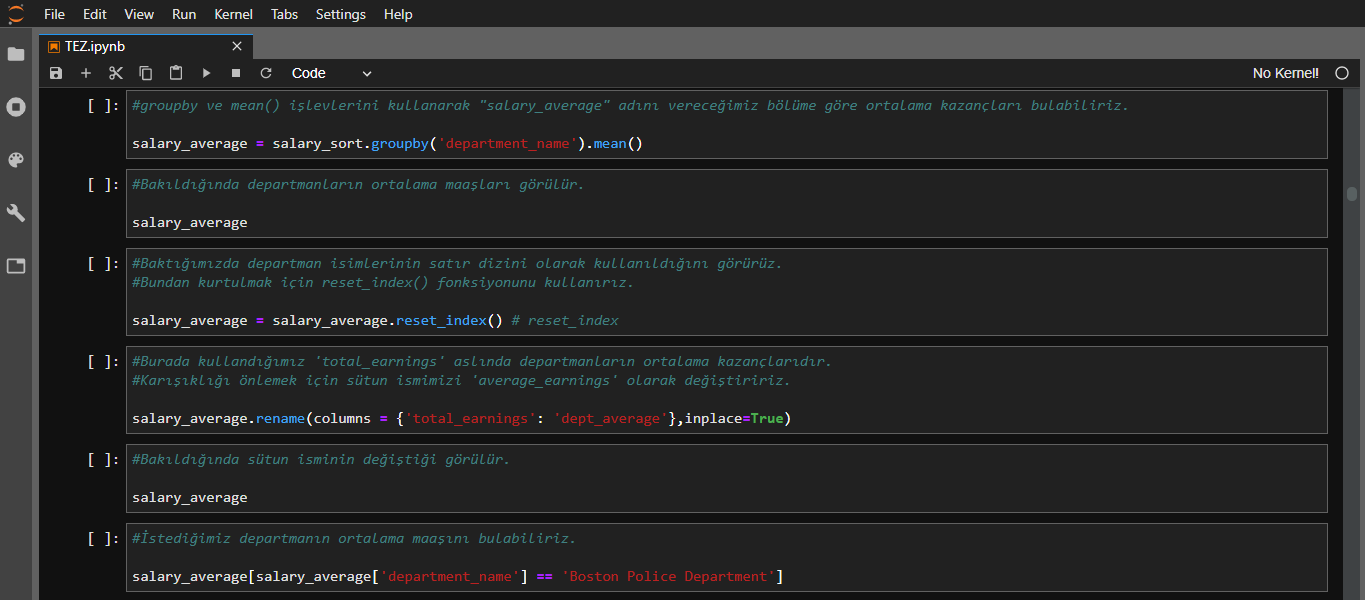 File Edit View Run Kernel Tabs Settings Help
TEZ.ipynb
Code No Kernel!
[ ]: #groupby ve mean() işlevlerini kullanarak "salary_average" adını vereceğimiz bölüme göre ortalama kazançları bulabiliriz.
salary_average = salary_sort.groupby('department_name').mean()
[ ]: #Bakıldığında departmanların ortalama maaşları görülür.
salary_average
[ ]: #Baktığımızda departman isimlerinin satır dizini olarak kullanıldığını görürüz.
#Bundan kurtulmak için reset_index() fonksiyonunu kullanırız.
salary_average = salary_average.reset_index() # reset_index
[ ]: #Burada kullandığımız 'total_earnings' aslında departmanların ortalama kazançlarıdır.
#Karışıklığı önlemek için sütun ismimizi 'average_earnings' olarak değiştiririz.
salary_average.rename(columns = {'total_earnings': 'dept_average'},inplace=True)
[ ]: #Bakıldığında sütun isminin değiştiği görülür.
salary_average
[ ]: #İstediğimiz departmanın ortalama maaşını bulabiliriz.
salary_average[salary_average['department_name'] == 'Boston Police Department']